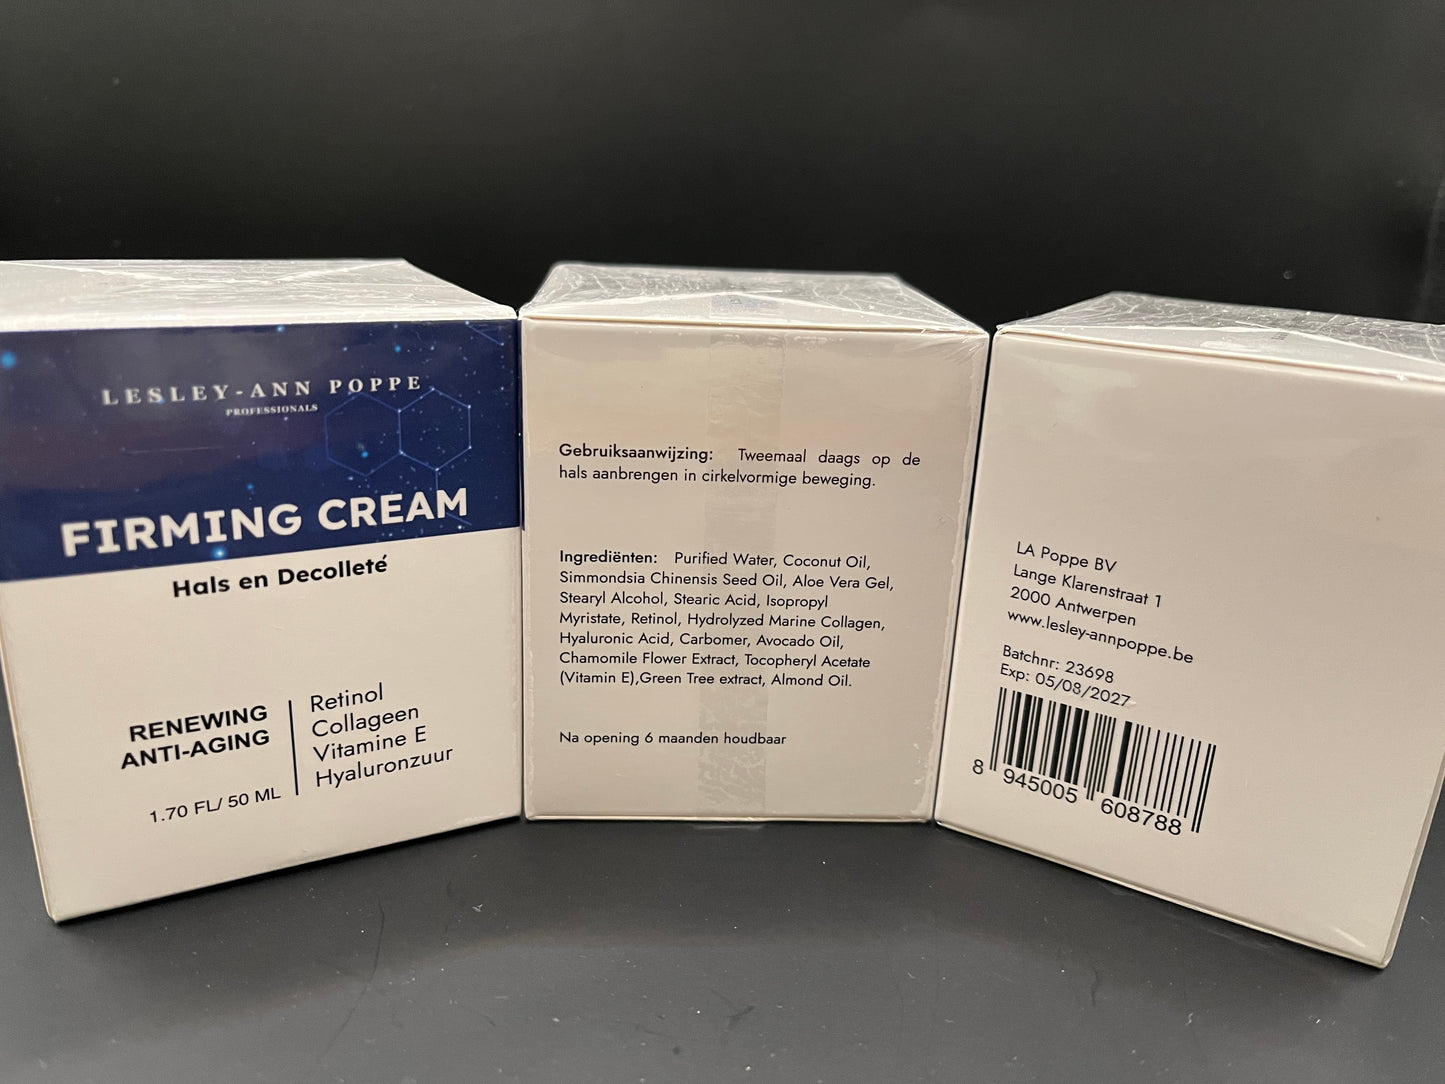 LESLEY-ANN POPPE
PROFESSIONALS
FIRMING CREAM
Hals en Decolleté
RENEWING
ANTI-AGING
Retinol
Collageen
Vitamine E
Hyaluronzuur
1.70 FL/ 50 ML
Gebruiksaanwijzing: Tweemaal daags op de
hals aanbrengen in cirkelvormige beweging.
Ingrediënten: Purified Water, Coconut Oil,
Simmondsia Chinensis Seed Oil, Aloe Vera Gel,
Stearyl Alcohol, Stearic Acid, Isopropyl
Myristate, Retinol, Hydrolyzed Marine Collagen,
Hyaluronic Acid, Carbomer, Avocado Oil,
Chamomile Flower Extract, Tocopheryl Acetate
(Vitamin E),Green Tree extract, Almond Oil.
Na opening 6 maanden houdbaar
LA Poppe BV
Lange Klarenstraat 1
2000 Antwerpen
www.lesley-annpoppe.be
Batchnr: 23698
Exp: 05/08/2027
8 945005 608788